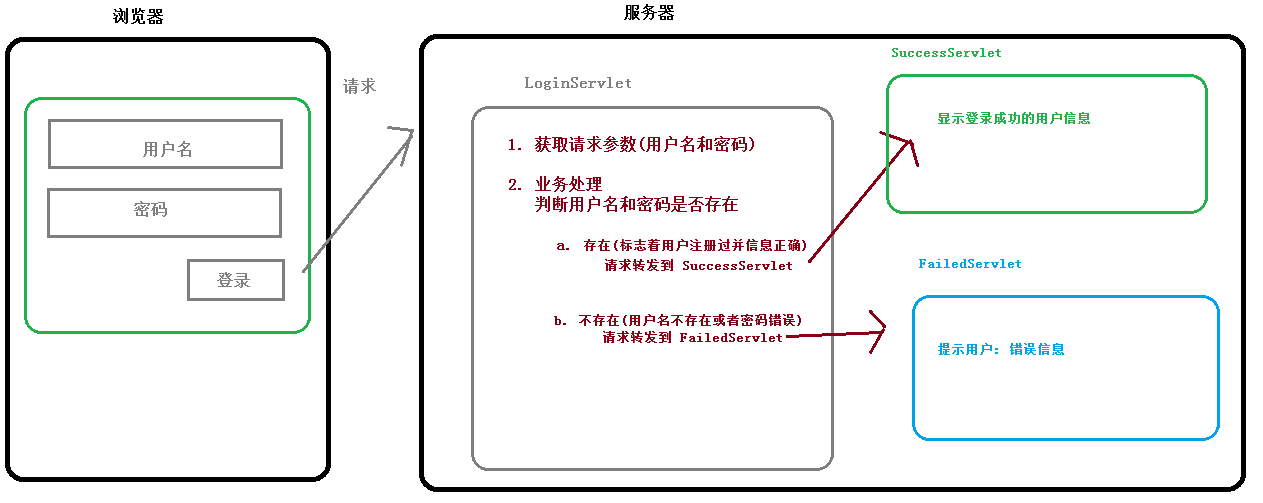 浏览器
用户名
密码
登录
请求
服务器
LoginServlet
1. 获取请求参数(用户名和密码)
2. 业务处理
判断用户名和密码是否存在
a. 存在(标志着用户注册过并信息正确)
请求转发到 SuccessServlet
b. 不存在(用户名不存在或者密码错误)
请求转发到 FailedServlet
SuccessServlet
显示登录成功的用户信息
FailedServlet
提示用户: 错误信息